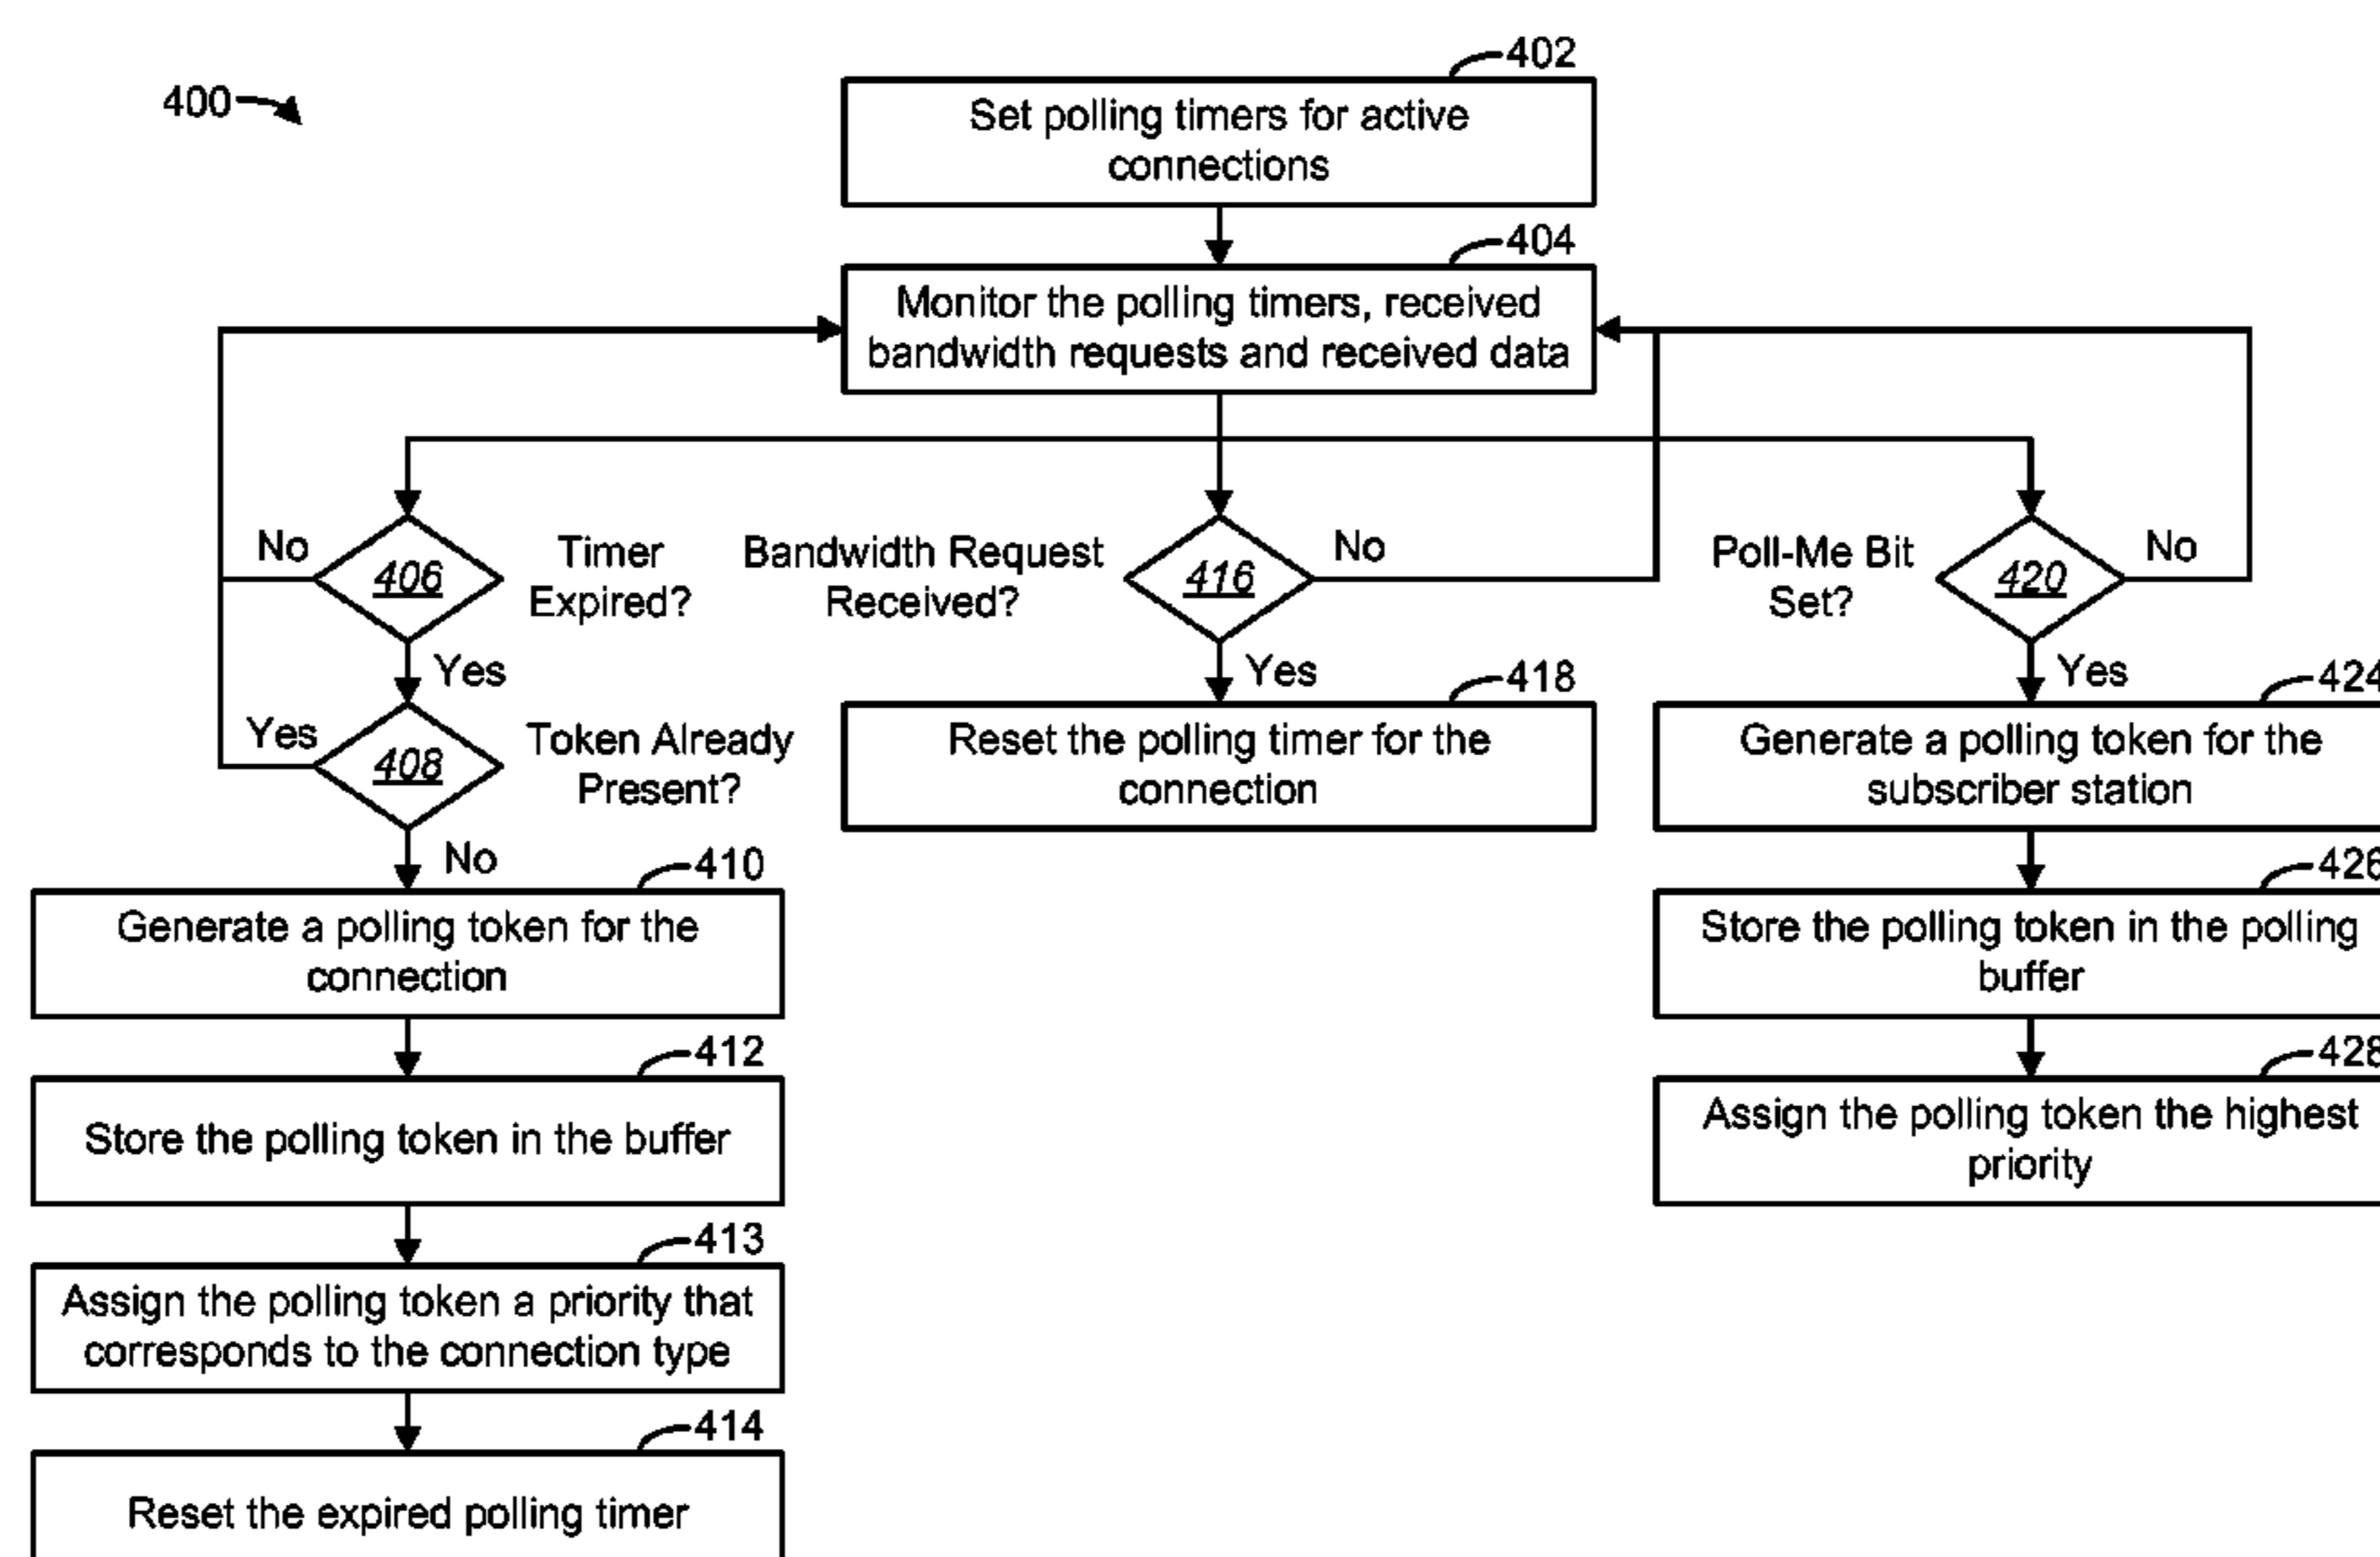 400
402
Set polling timers for active
connections
404
Monitor the polling timers, received
bandwidth requests and received data
No
406
Timer
Expired?
Bandwidth Request
Received?
416
No
Poll-Me Bit
Set?
420
No
Yes
Yes
Yes
408
Token Already
Present?
No
418
Reset the polling timer for the
connection
424
Generate a polling token for the
subscriber station
410
Generate a polling token for the
connection
426
Store the polling token in the polling
buffer
412
Store the polling token in the buffer
428
Assign the polling token the highest
priority
413
Assign the polling token a priority that
corresponds to the connection type
414
Reset the expired polling timer
Yes